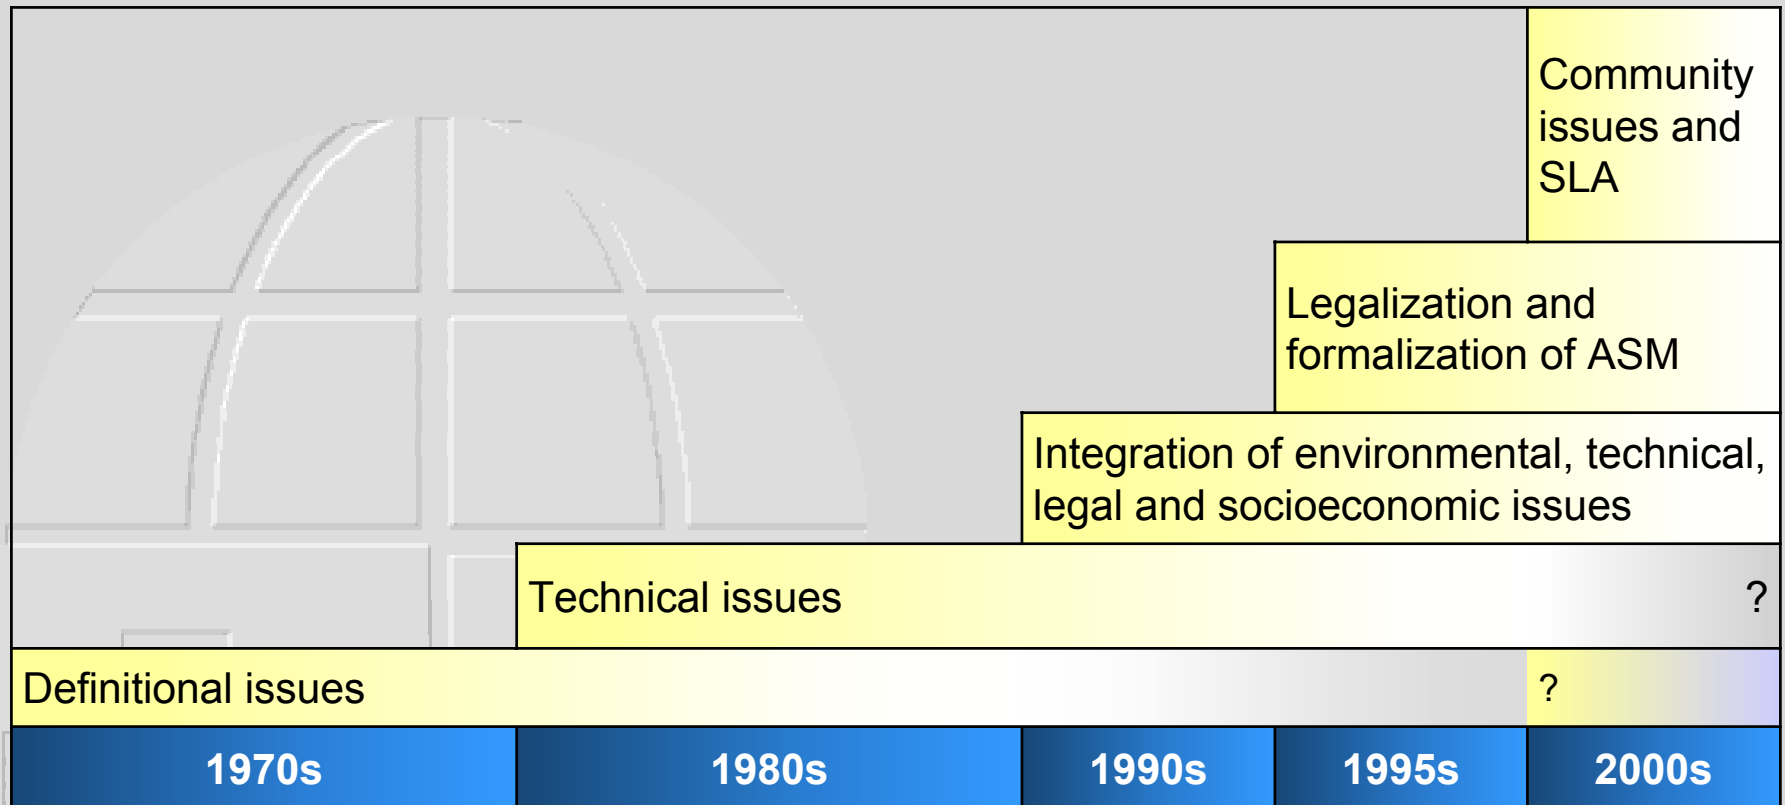 Community
issues and
SLA
Legalization and
formalization of ASM
Integration of environmental, technical,
legal and socioeconomic issues
Technical issues ?
Definitional issues ?
1970s 1980s 1990s 1995s 2000s